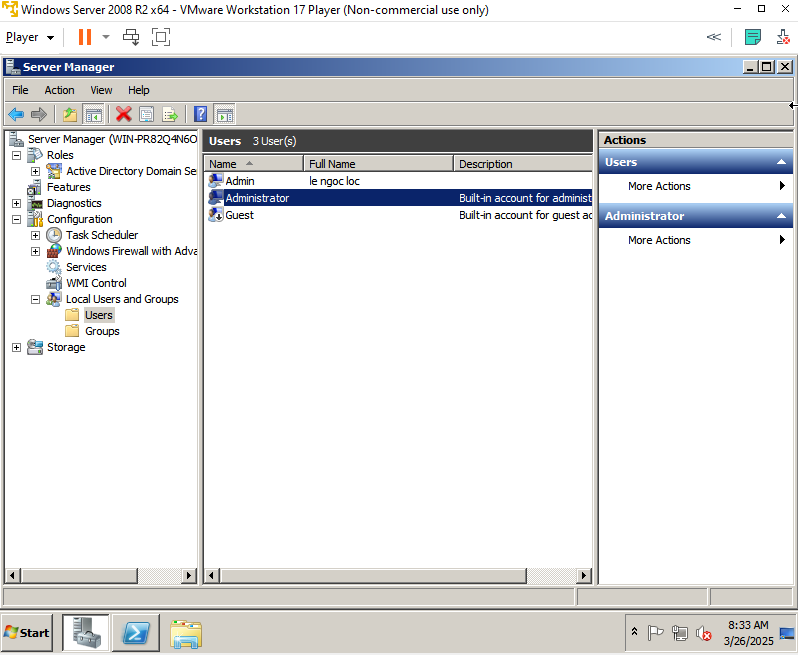 Windows Server 2008 R2 x64 - VMware Workstation 17 Player (Non-commercial use only)
Player
Server Manager
File Action View Help
Server Manager (WIN-PR82Q4N6O
Roles
Active Directory Domain Se
Features
Diagnostics
Configuration
Task Scheduler
Windows Firewall with Adva
Services
WMI Control
Local Users and Groups
Users
Groups
Storage
Users 3 User(s)
Name Full Name Description
Admin le ngoc loc
Administrator Built-in account for administ
Guest Built-in account for guest ac
Actions
Users
More Actions
Administrator
More Actions
Start
8:33 AM
3/26/2025